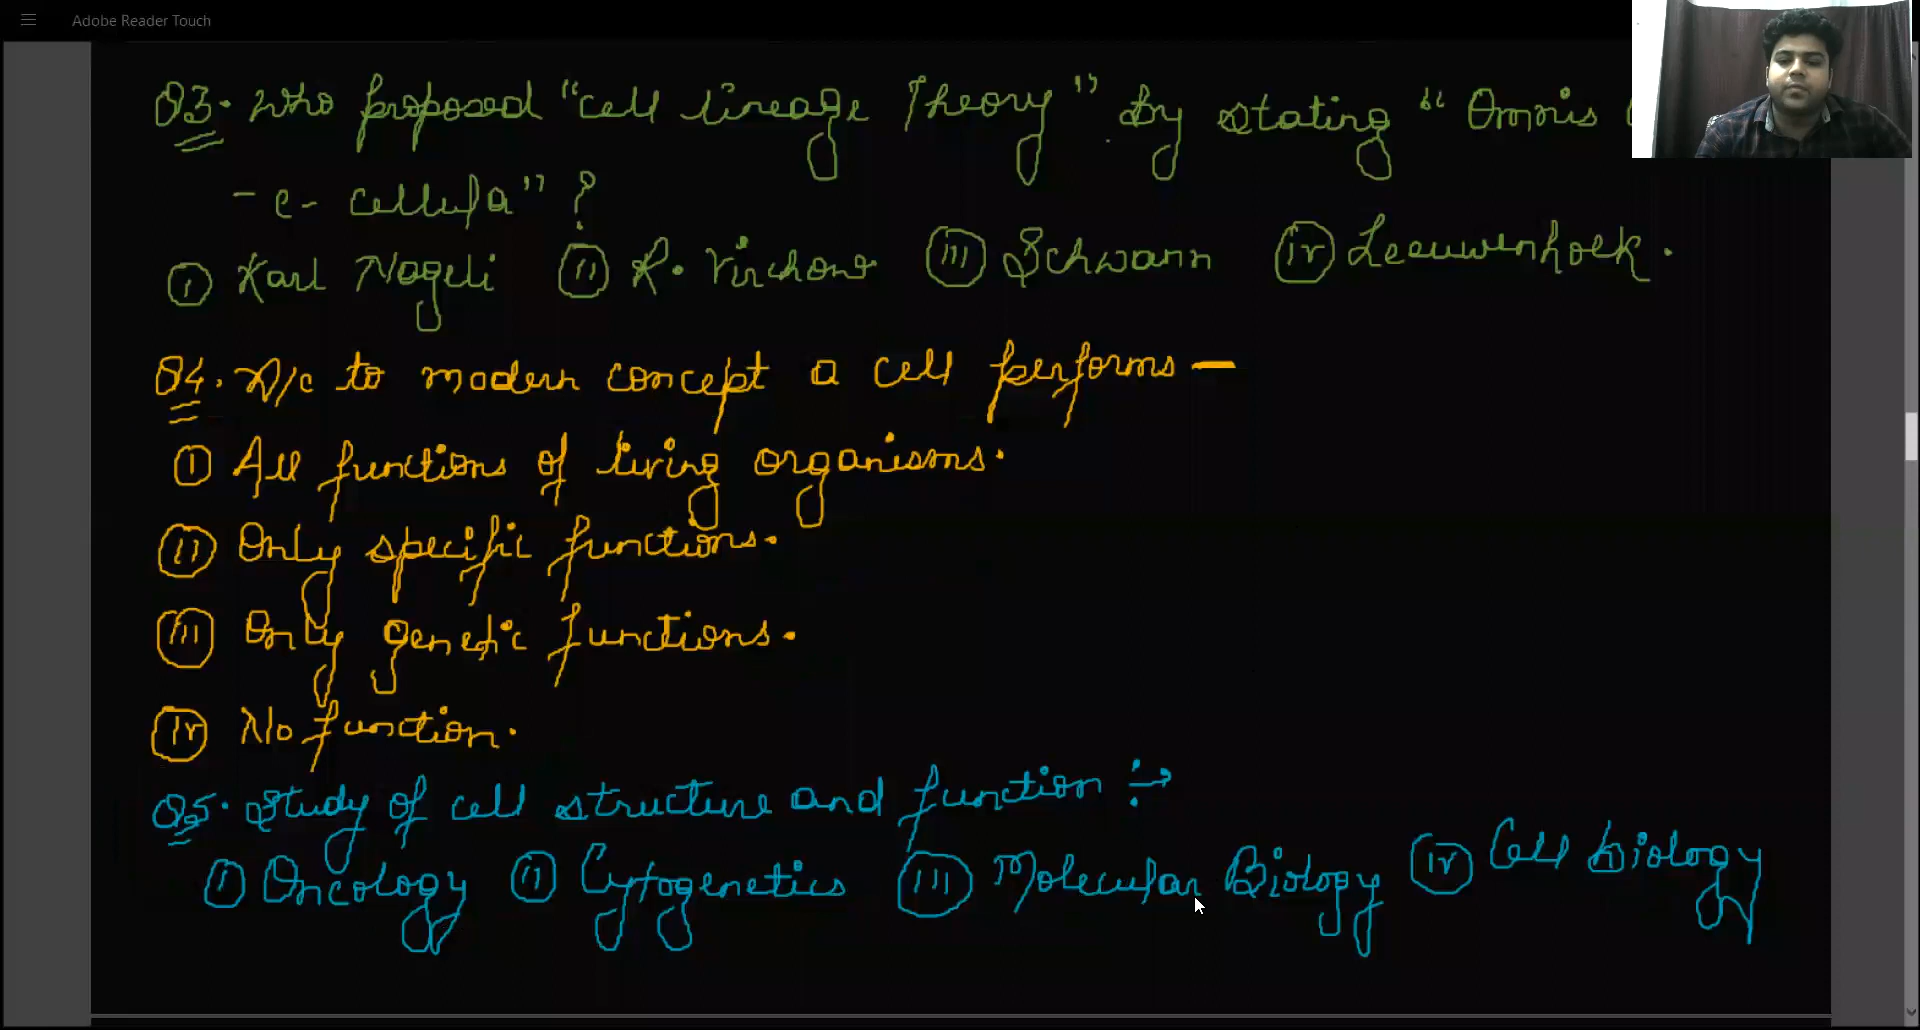 Adobe Reader Touch
Q3. Who proposed "cell lineage Theory" by stating "Omnis
- e - cellula" ?
(i) Karl Nageli (ii) R. Virchow (iii) Schwann (iv) Leeuwenhoek.
Q4. A/c to modern concept a cell performs —
(i) All functions of living organisms.
(ii) Only specific functions.
(iii) Only genetic functions.
(iv) No function.
Q5. Study of cell structure and function :→
(i) Oncology (ii) Cytogenetics (iii) Molecular Biology (iv) Cell biology